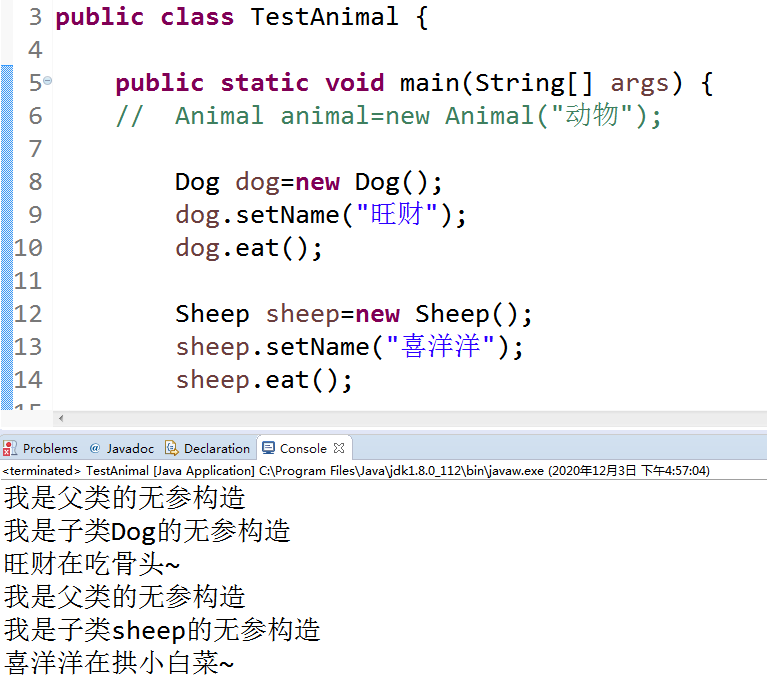 3 public class TestAnimal {
4
5 public static void main(String[] args) {
6 //  Animal animal=new Animal("动物");
7
8 Dog dog=new Dog();
9 dog.setName("旺财");
10 dog.eat();
11
12 Sheep sheep=new Sheep();
13 sheep.setName("喜洋洋");
14 sheep.eat();
15
Problems @ Javadoc Declaration Console
<terminated> TestAnimal [Java Application] C:\Program Files\Java\jdk1.8.0_112\bin\javaw.exe (2020年12月3日 下午4:57:04)
我是父类的无参构造
我是子类Dog的无参构造
旺财在吃骨头~
我是父类的无参构造
我是子类sheep的无参构造
喜洋洋在拱小白菜~